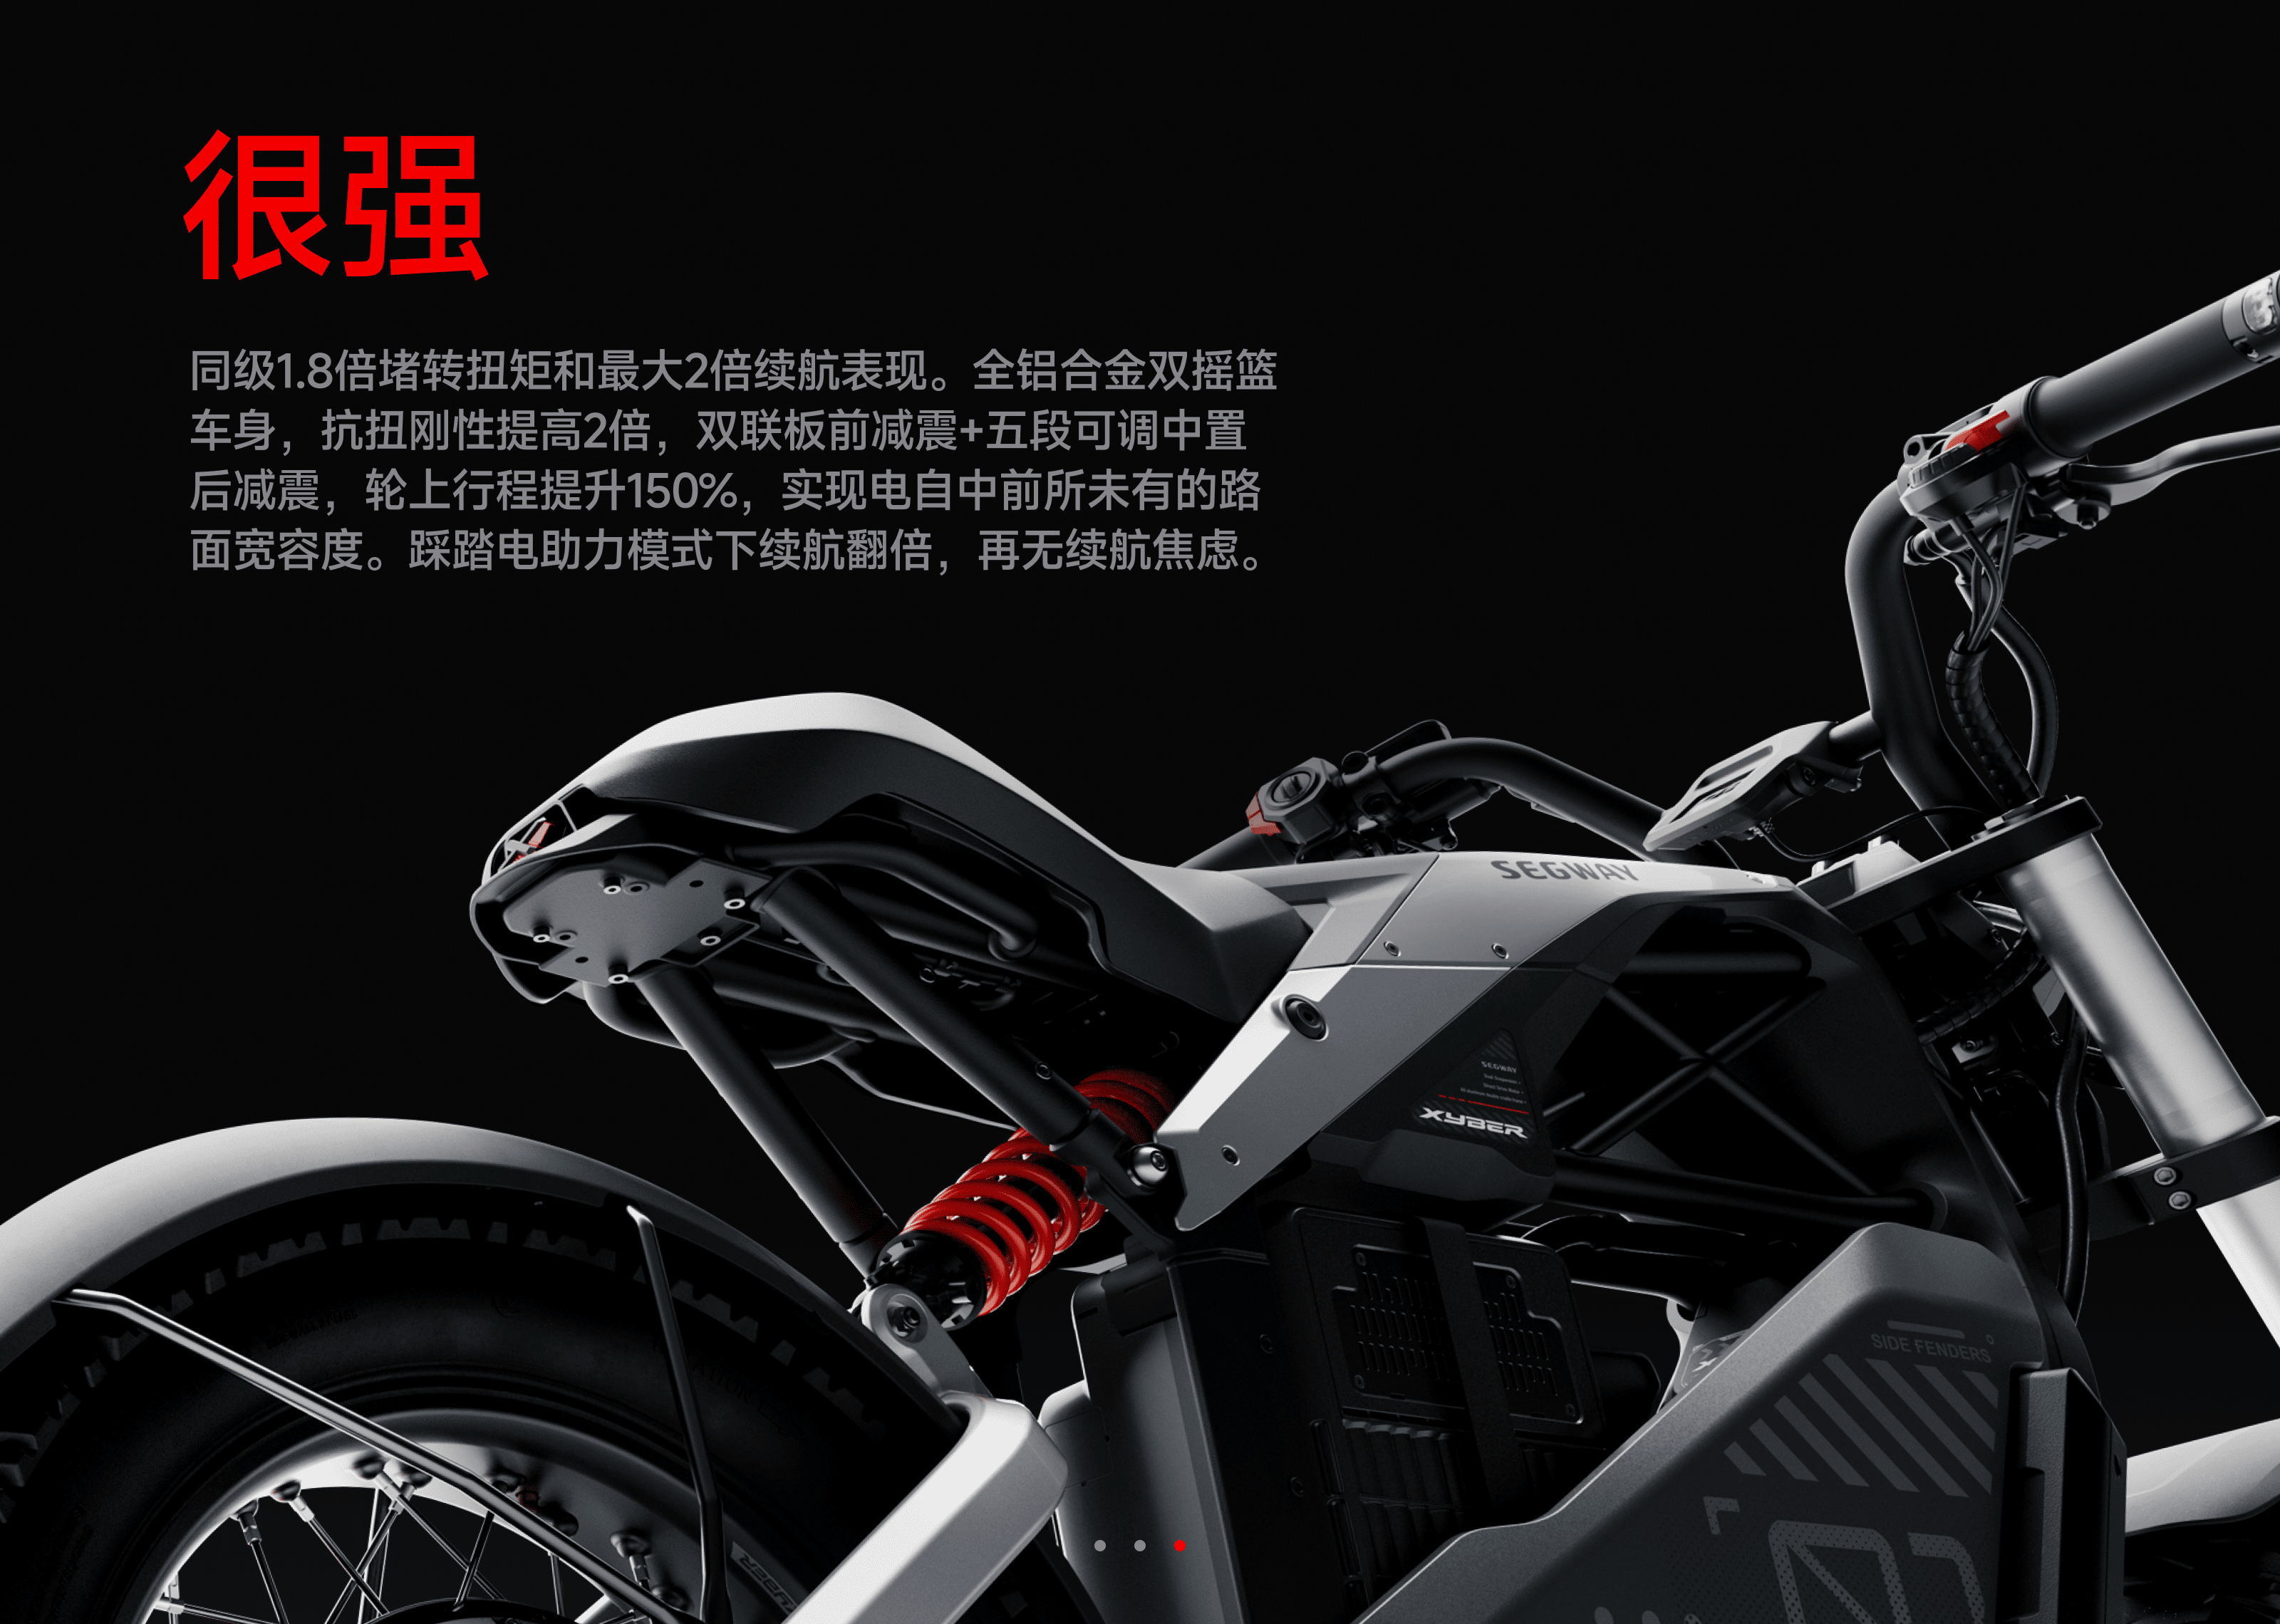 很强
同级1.8倍堵转扭矩和最大2倍续航表现。全铝合金双摇篮
车身，抗扭刚性提高2倍，双联板前减震+五段可调中置
后减震，轮上行程提升150%，实现电自中前所未有的路
面宽容度。踩踏电助力模式下续航翻倍，再无续航焦虑。
SEGWAY
SEGWAY
XYBER
SIDE FENDERS